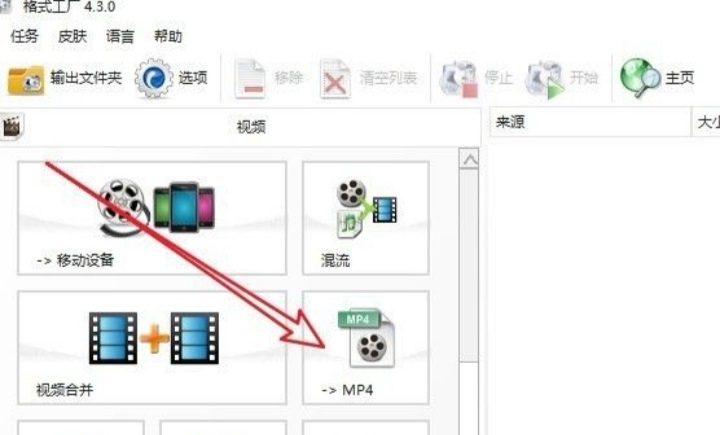 格式工厂 4.3.0
任务 皮肤 语言 帮助
输出文件夹 选项 移除 清空列表 停止 开始 主页
视频 来源 大小
-> 移动设备 混流
MP4
视频合并 -> MP4